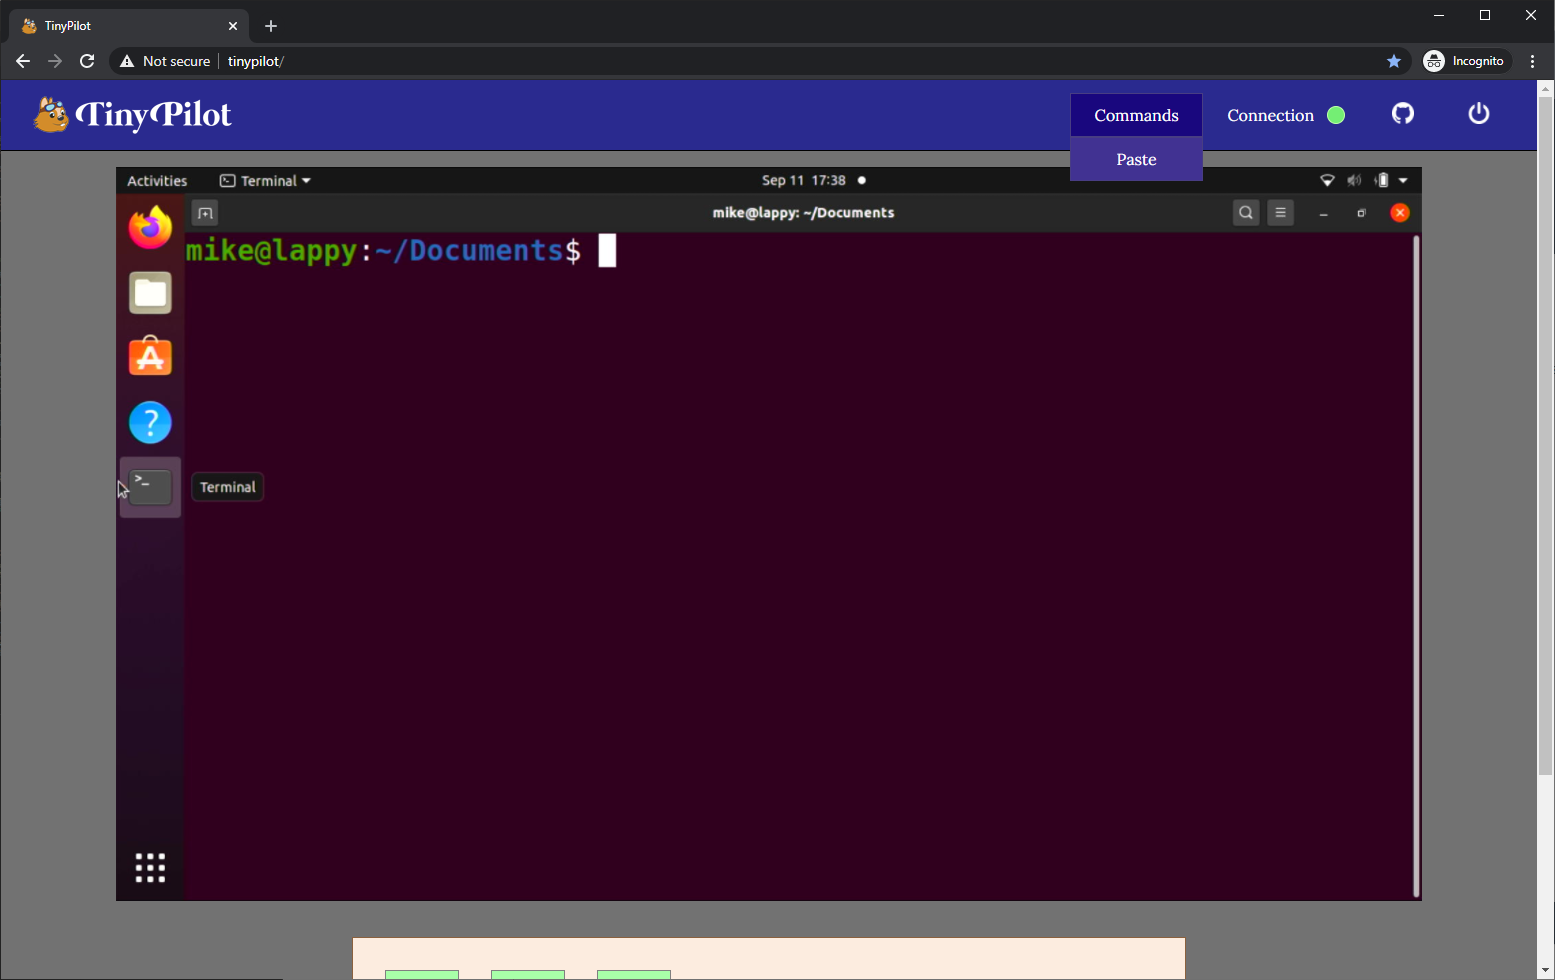 TinyPilot
Not secure tinypilot/ Incognito
TinyPilot Commands Connection
Paste
Activities Terminal Sep 11 17:38
mike@lappy: ~/Documents
mike@lappy:~/Documents$
?
>_
Terminal